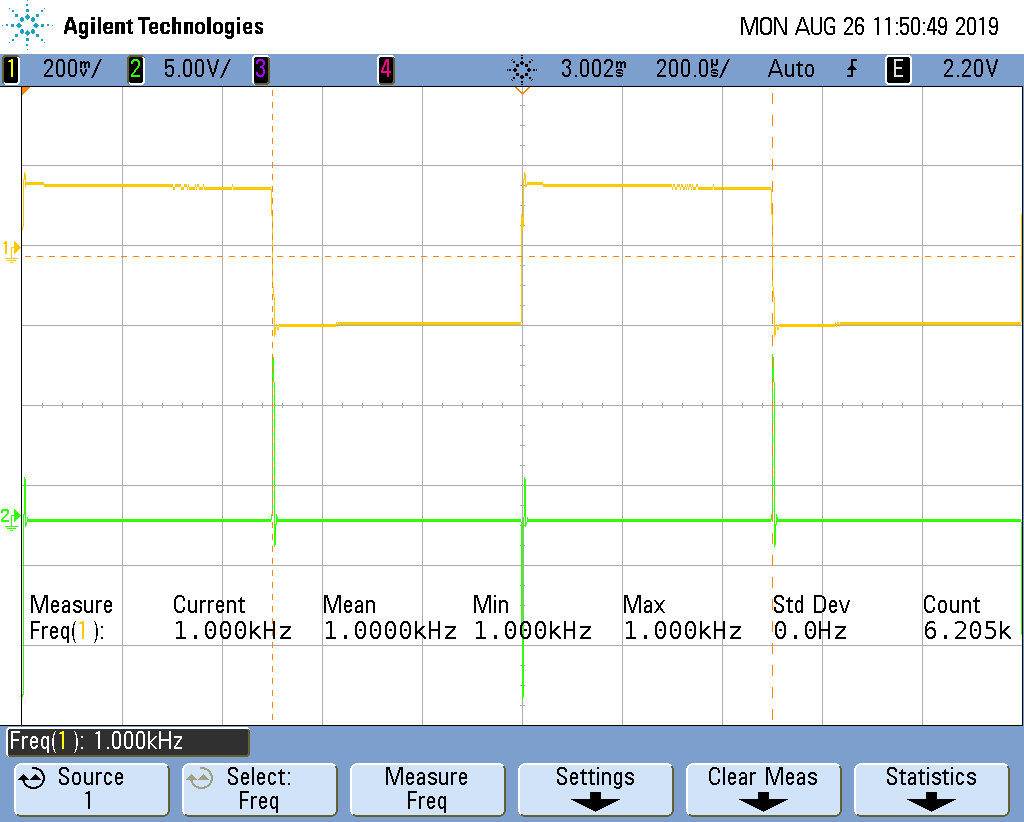 Agilent Technologies
MON AUG 26 11:50:49 2019
1 200mV/ 2 5.00V/ 3 4 3.002ms 200.0µs/ Auto E 2.20V
1
2
Measure Current Mean Min Max Std Dev Count
Freq(1): 1.000kHz 1.0000kHz 1.000kHz 1.000kHz 0.0Hz 6.205k
Freq(1): 1.000kHz
Source Select: Measure Settings Clear Meas Statistics
1 Freq Freq